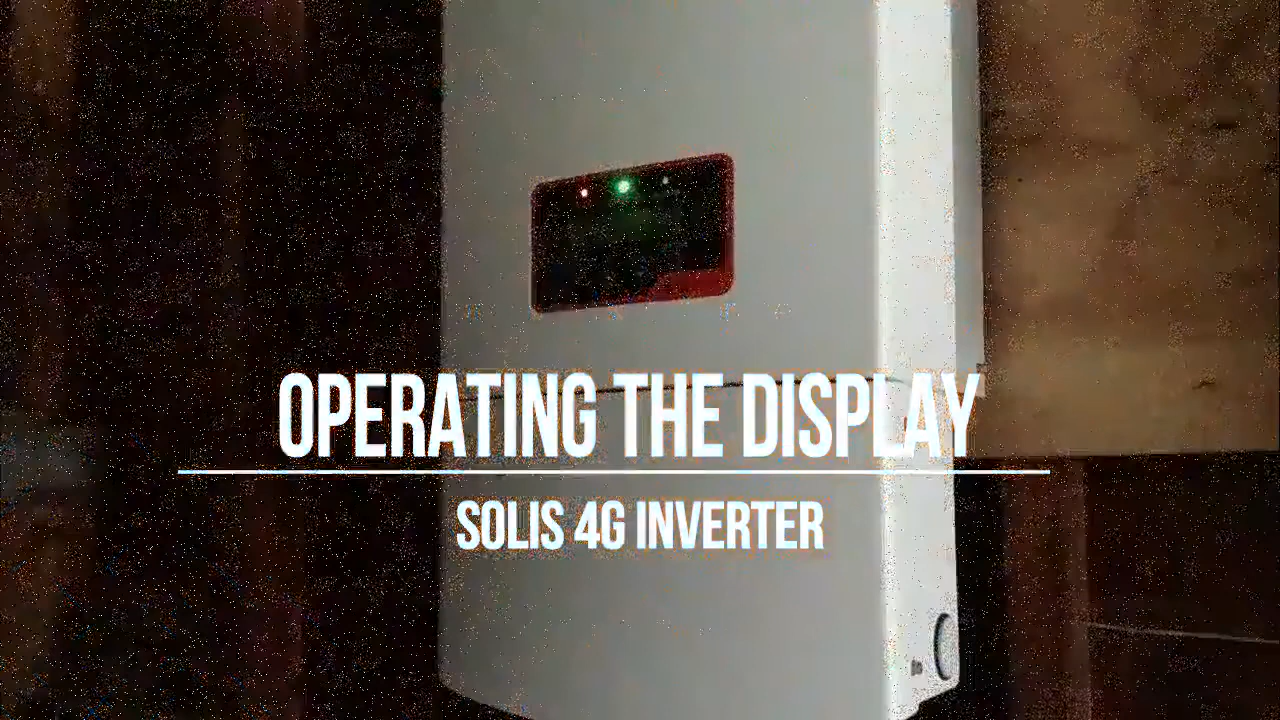 OPERATING THE DISPLAY
SOLIS 4G INVERTER